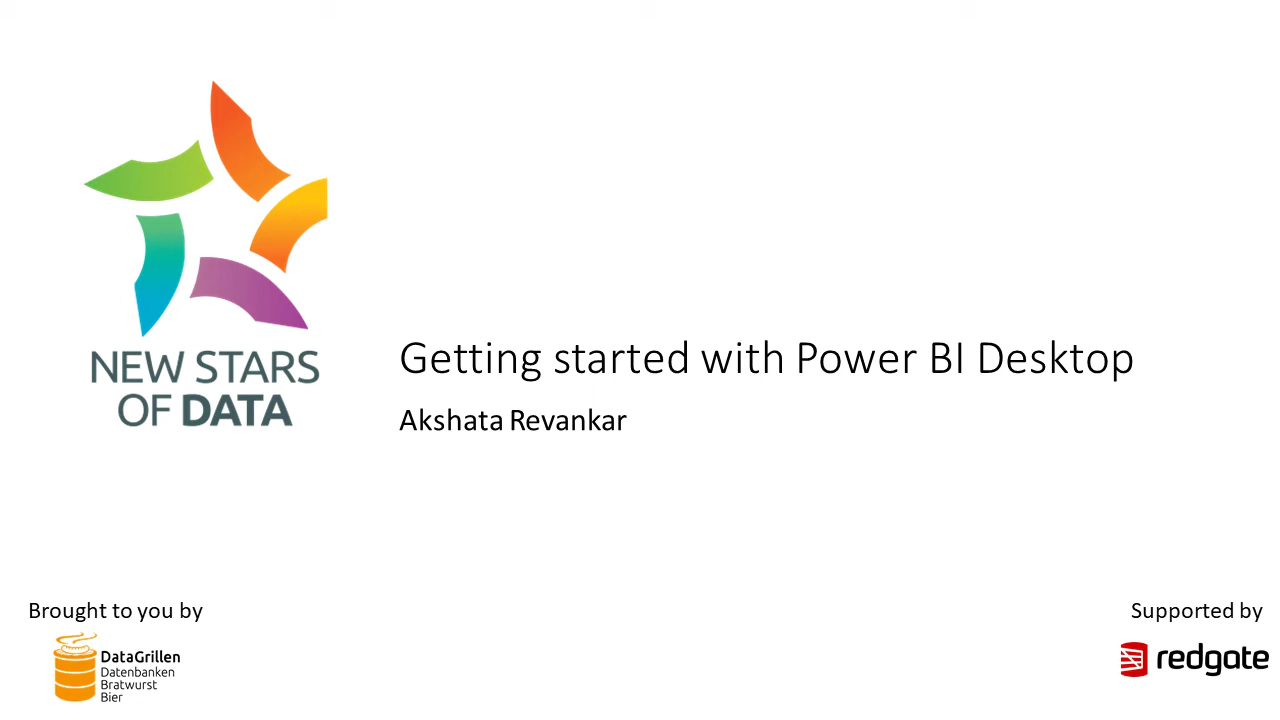 NEW STARS
OF DATA
Getting started with Power BI Desktop
Akshata Revankar
Brought to you by
DataGrillen
Datenbanken
Bratwurst
Bier
Supported by
redgate